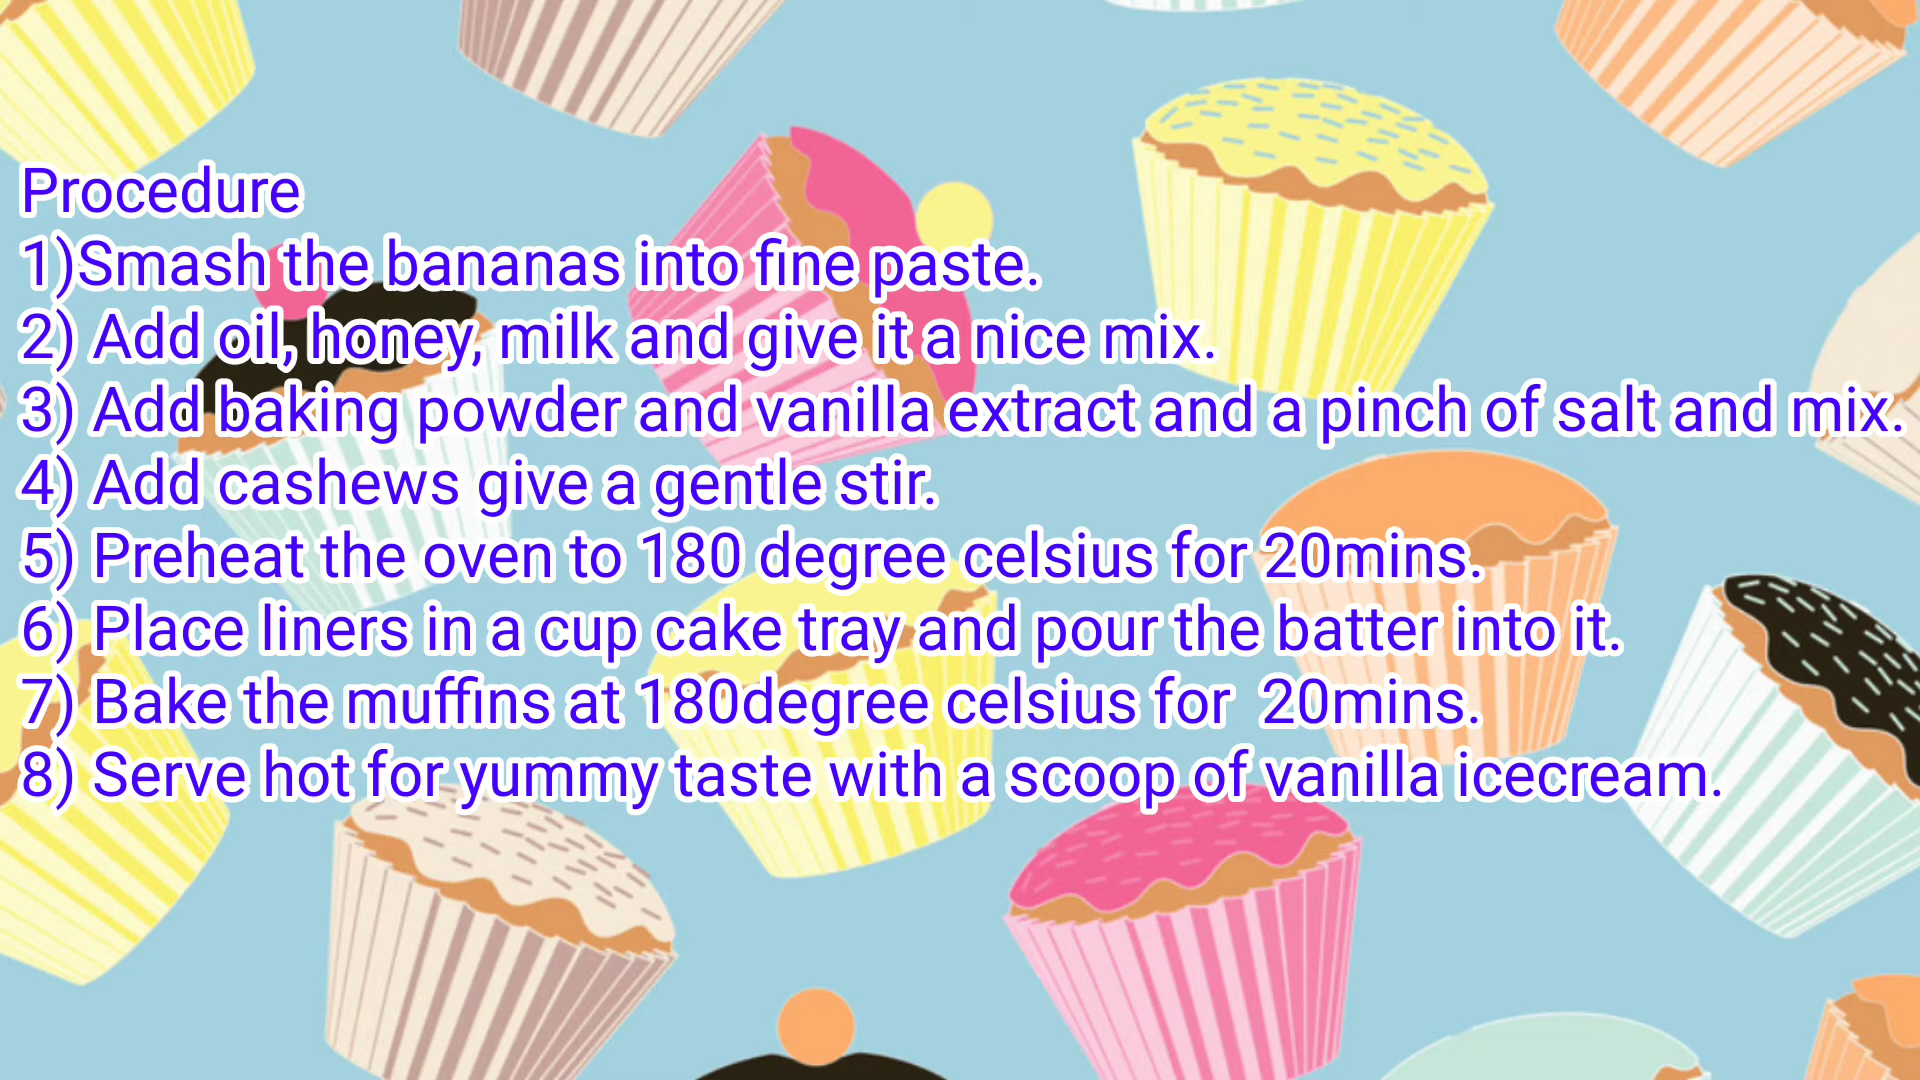 Procedure
1)Smash the bananas into fine paste.
2) Add oil, honey, milk and give it a nice mix.
3) Add baking powder and vanilla extract and a pinch of salt and mix.
4) Add cashews give a gentle stir.
5) Preheat the oven to 180 degree celsius for 20mins.
6) Place liners in a cup cake tray and pour the batter into it.
7) Bake the muffins at 180degree celsius for  20mins.
8) Serve hot for yummy taste with a scoop of vanilla icecream.